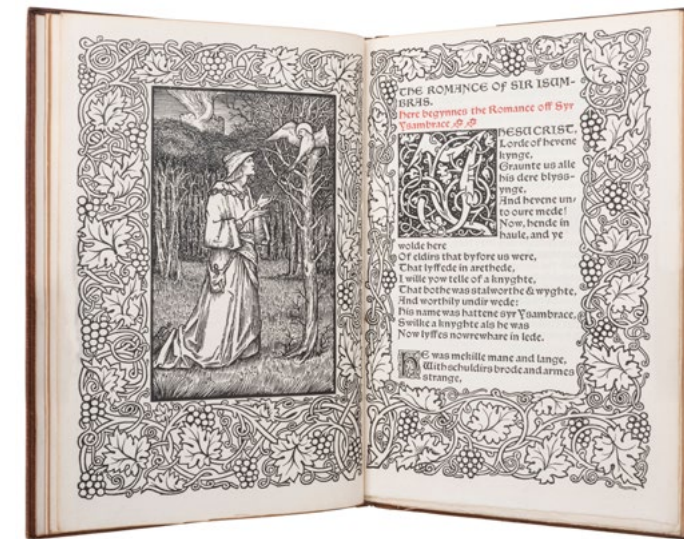 THE ROMANCE OF SIR ISUM-
BRAS.
Here begynnes the Romance off Syr
Ysambrace
JHESU CRIST,
Lorde of hevene
kynge,
Graunte us alle
his dere blyss-
ynge,
And hevene un-
to oure mede!
Now, hende in
haule, and ye
wolde here
Of eldirs that byfore us were,
That lyffede in arethede,
I wille yow telle of a knyghte,
That bothe was stalworthe & wyghte,
And worthily undir wede:
His name was hattene syr Ysambrace,
Swilke a knyghte als he was
Now lyffes nowrewhare in lede.
HE was mekille mane and lange,
With schuldirs brode and armes
strange,